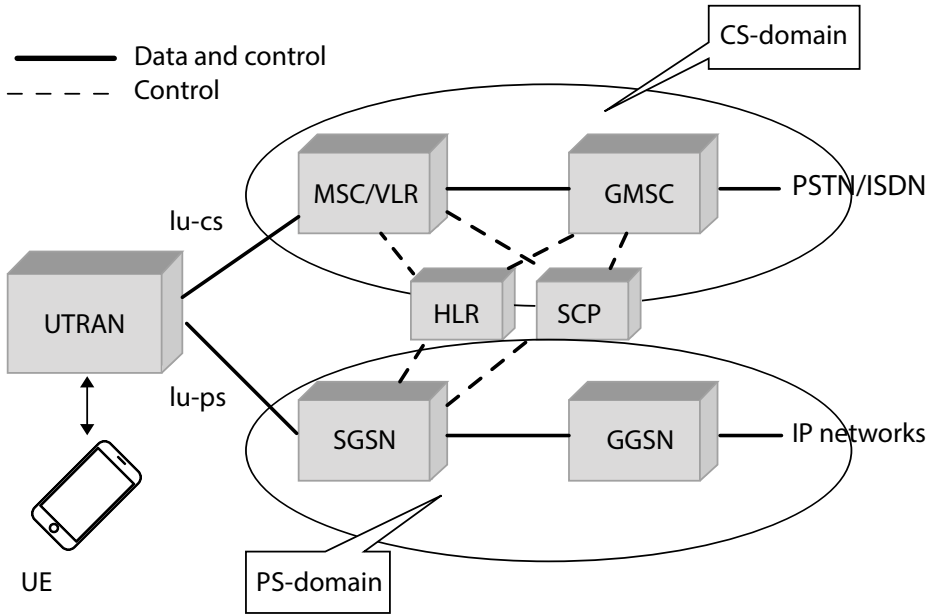 CS-domain
Data and control
Control
MSC/VLR
GMSC
PSTN/ISDN
Iu-cs
UTRAN
HLR
SCP
Iu-ps
SGSN
GGSN
IP networks
UE
PS-domain